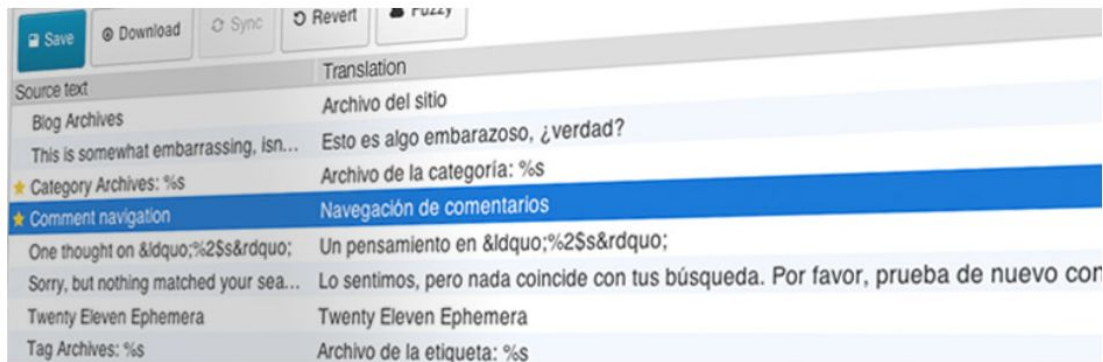 Save Download Sync Revert Fuzzy
Source text Translation
Blog Archives Archivo del sitio
This is somewhat embarrassing, isn... Esto es algo embarazoso, ¿verdad?
Category Archives: %s Archivo de la categoría: %s
Comment navigation Navegación de comentarios
One thought on &ldquo;%2$s&rdquo; Un pensamiento en &ldquo;%2$s&rdquo;
Sorry, but nothing matched your sea... Lo sentimos, pero nada coincide con tus búsqueda. Por favor, prueba de nuevo con
Twenty Eleven Ephemera Twenty Eleven Ephemera
Tag Archives: %s Archivo de la etiqueta: %s